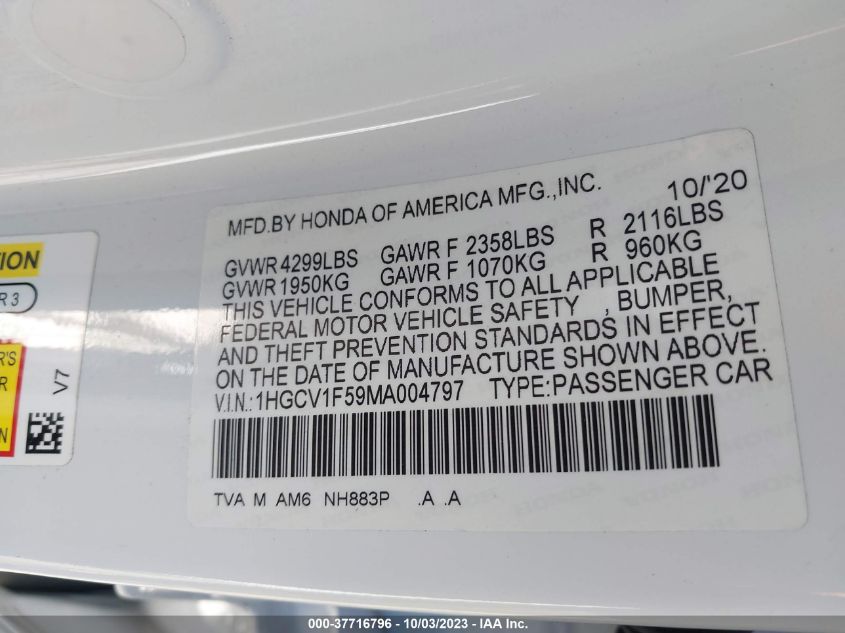 MFD.BY HONDA OF AMERICA MFG.,INC. 10/'20
GVWR 4299LBS GAWR F 2358LBS R 2116LBS
GVWR 1950KG GAWR F 1070KG R 960KG
THIS VEHICLE CONFORMS TO ALL APPLICABLE
FEDERAL MOTOR VEHICLE SAFETY , BUMPER,
AND THEFT PREVENTION STANDARDS IN EFFECT
ON THE DATE OF MANUFACTURE SHOWN ABOVE.
V.I.N.:1HGCV1F59MA004797 TYPE:PASSENGER CAR
TVA M AM6 NH883P .A .A
TION
R 3
R'S
R
N
V7
000-37716796 - 10/03/2023 - IAA Inc.